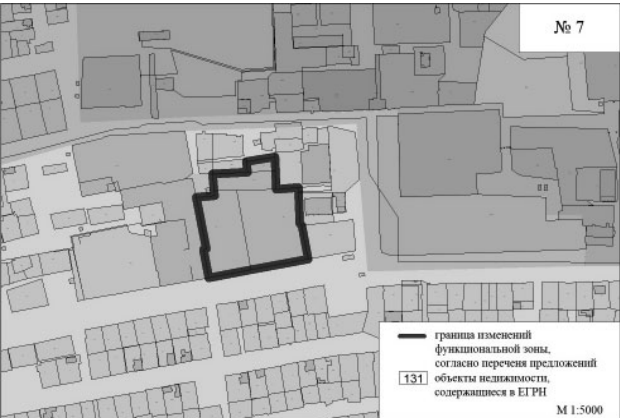 № 7
граница изменений
функциональной зоны,
согласно перечня предложений
131 объекты недвижимости,
содержащиеся в ЕГРН
М 1:5000